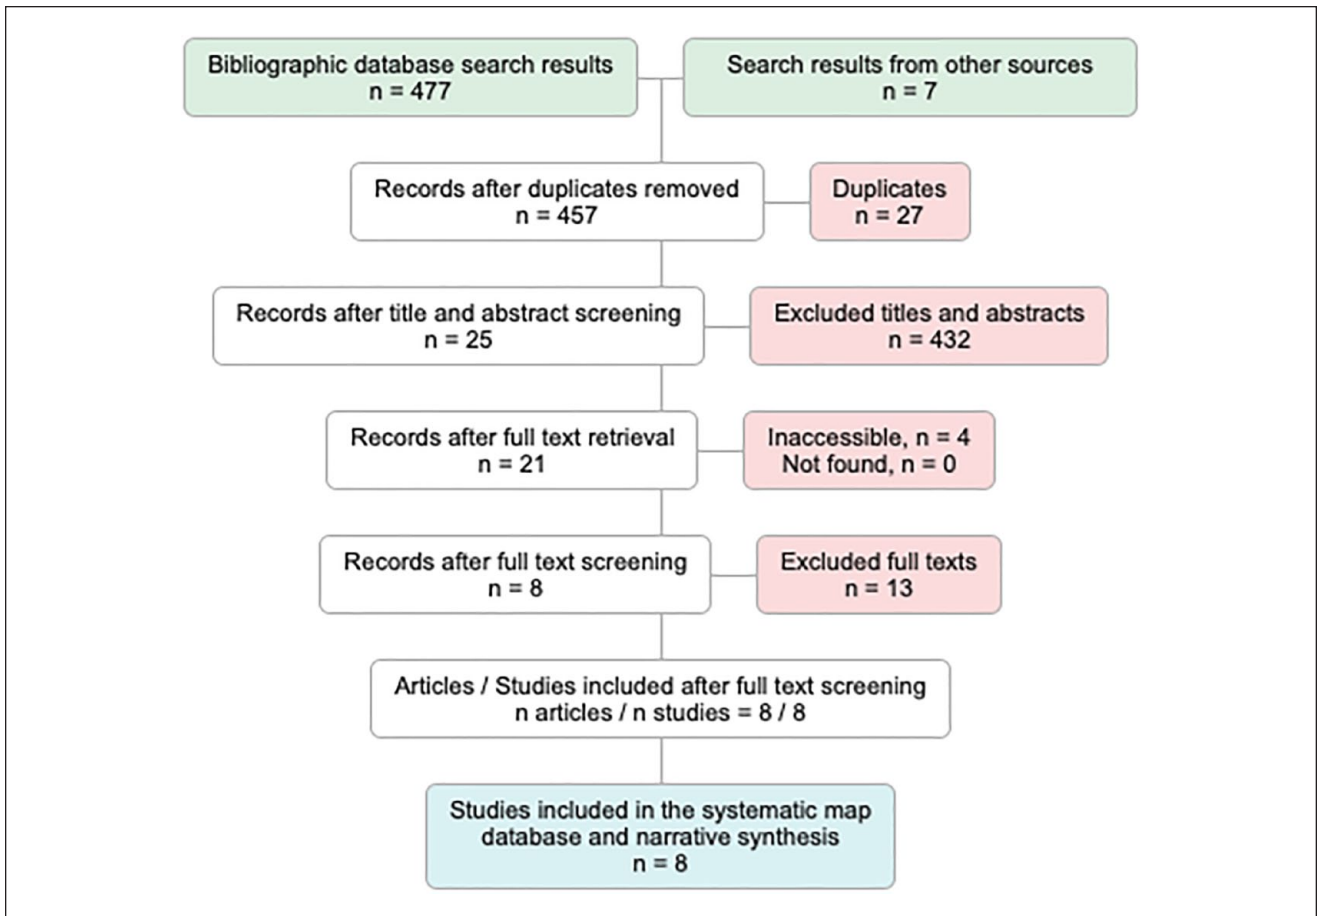 Bibliographic database search results
n = 477
Search results from other sources
n = 7
Records after duplicates removed
n = 457
Duplicates
n = 27
Records after title and abstract screening
n = 25
Excluded titles and abstracts
n = 432
Records after full text retrieval
n = 21
Inaccessible, n = 4
Not found, n = 0
Records after full text screening
n = 8
Excluded full texts
n = 13
Articles / Studies included after full text screening
n articles / n studies = 8 / 8
Studies included in the systematic map
database and narrative synthesis
n = 8